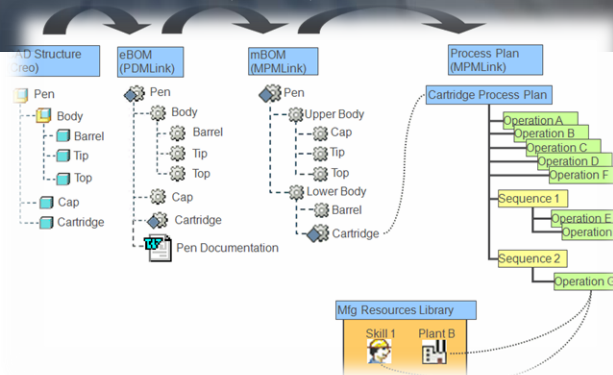 AD Structure
Creo)
Pen
Body
Barrel
Tip
Top
Cap
Cartridge
eBOM
(PDMLink)
Pen
Body
Barrel
Tip
Top
Cap
Cartridge
Pen Documentation
mBOM
(MPMLink)
Pen
Upper Body
Cap
Tip
Top
Lower Body
Barrel
Cartridge
Process Plan
(MPMLink)
Cartridge Process Plan
Operation A
Operation B
Operation C
Operation D
Operation F
Sequence 1
Operation E
Operation
Sequence 2
Operation G
Mfg Resources Library
Skill 1
Plant B